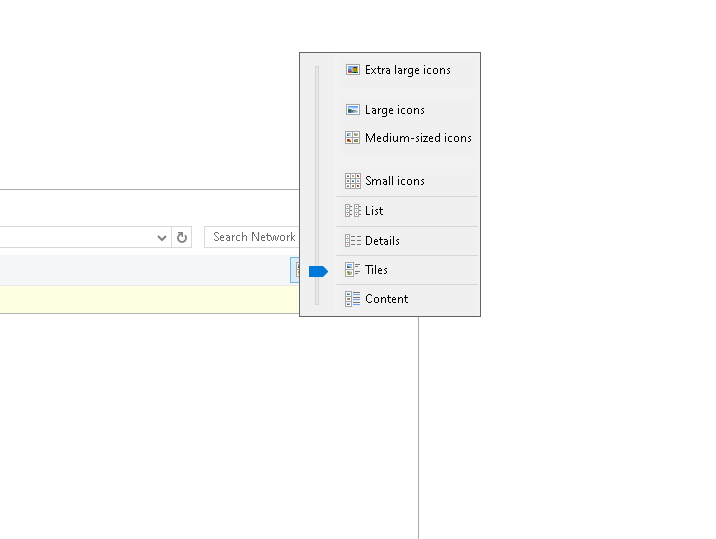 Extra large icons
Large icons
Medium-sized icons
Small icons
List
Search Network
Details
Tiles
Content